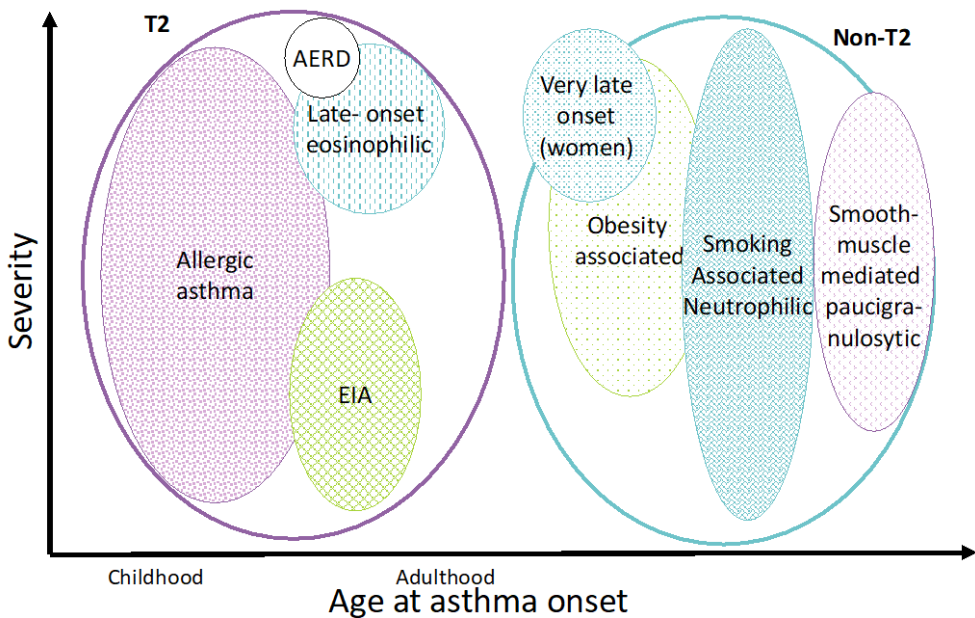 T2
Non-T2
AERD
Late- onset
eosinophilic
Very late
onset
(women)
Allergic
asthma
EIA
Obesity
associated
Smoking
Associated
Neutrophilic
Smooth-
muscle
mediated
paucigra-
nulosytic
Severity
Childhood
Adulthood
Age at asthma onset